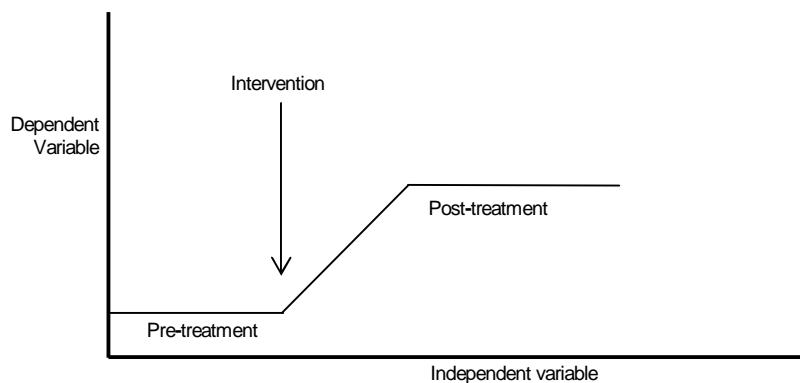 Intervention
Dependent
Variable
Post-treatment
Pre-treatment
Independent variable